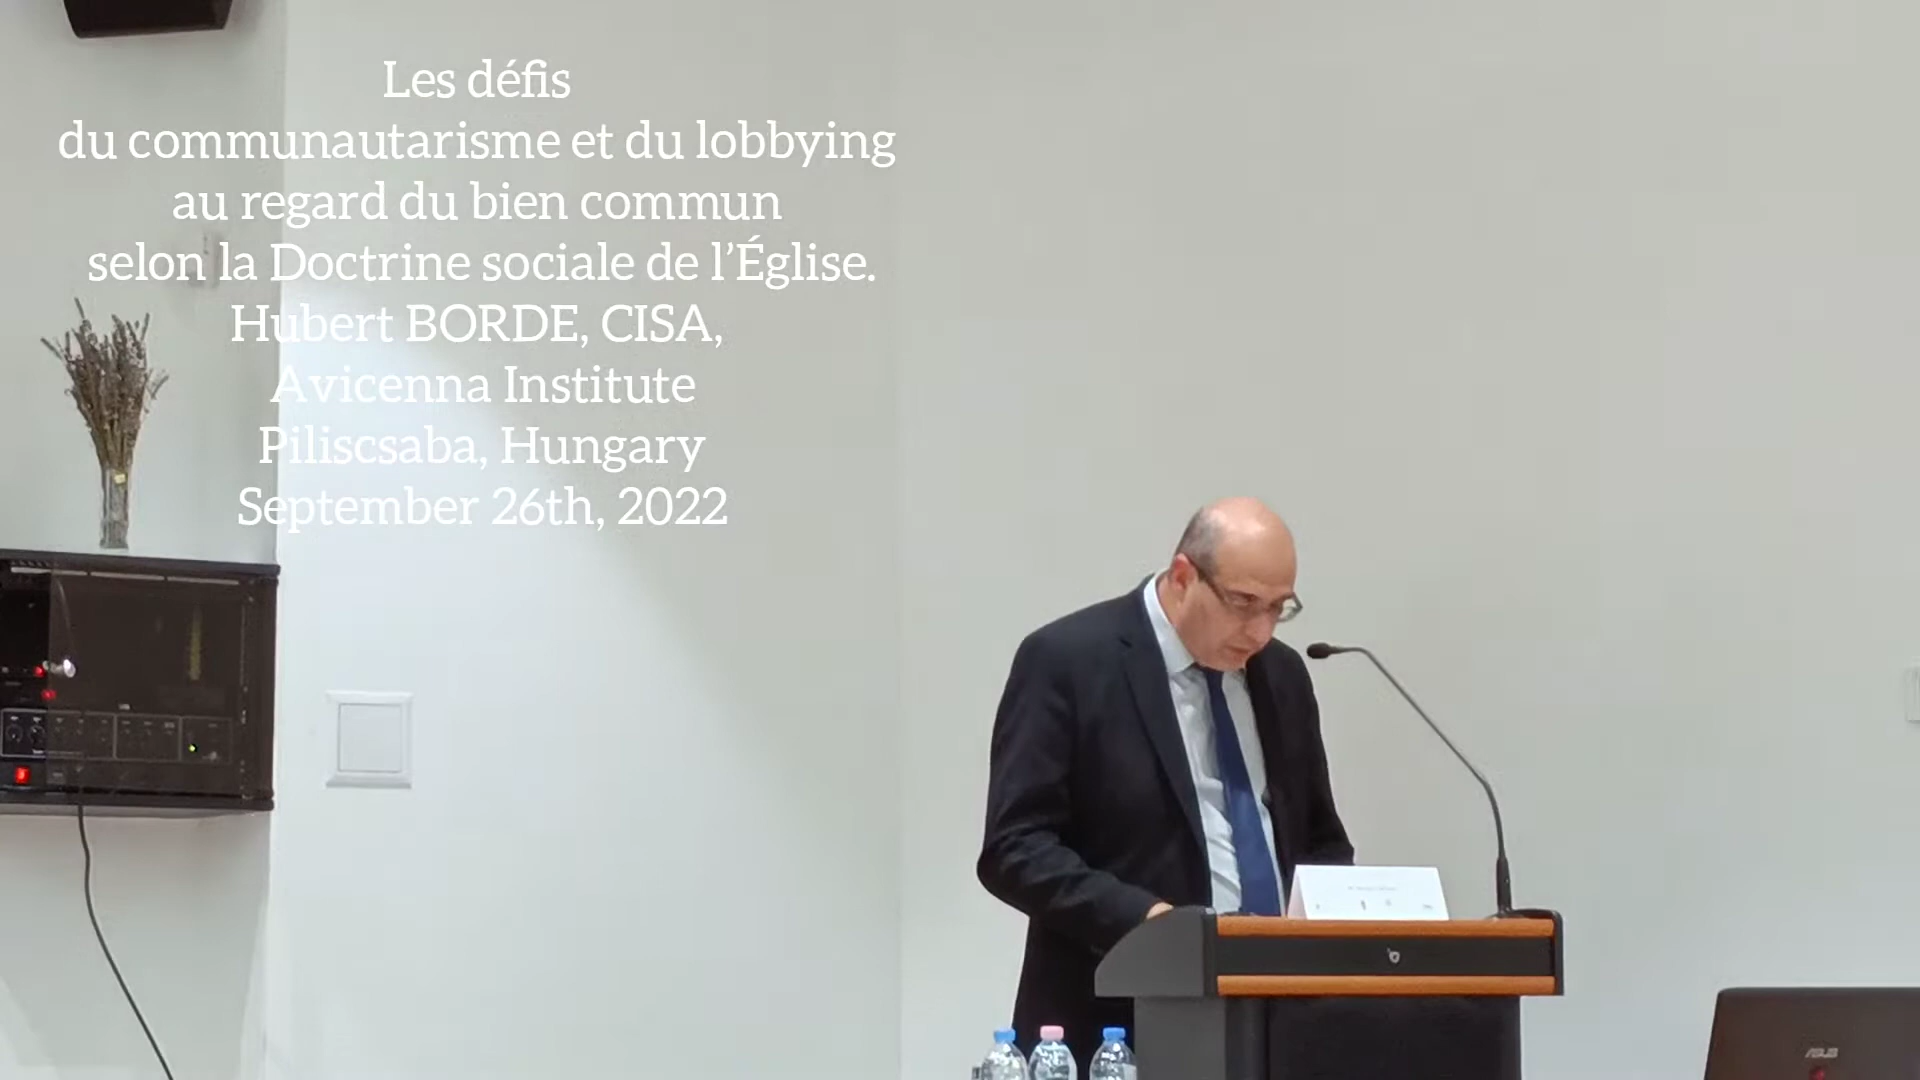 Les défis
du communautarisme et du lobbying
au regard du bien commun
selon la Doctrine sociale de l’Église.
Hubert BORDE, CISA,
Avicenna Institute
Piliscsaba, Hungary
September 26th, 2022
ASUS